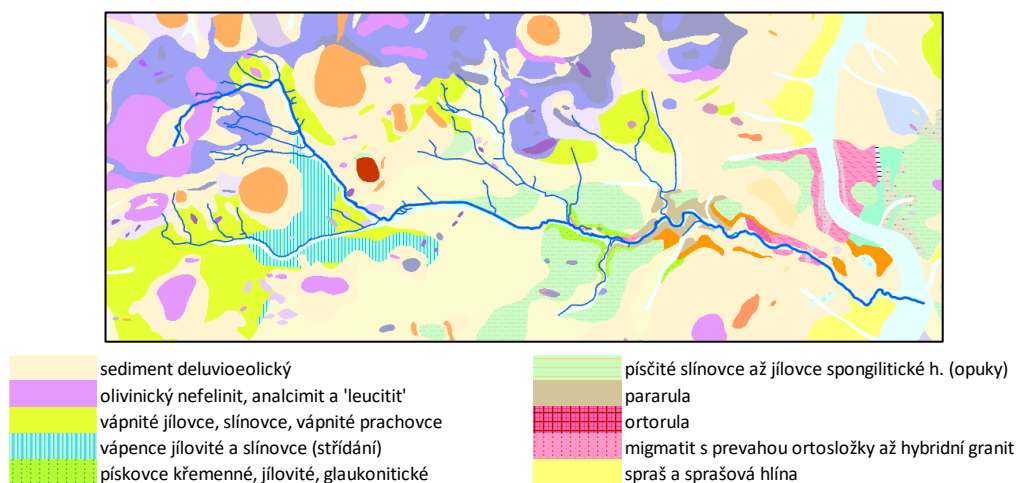 sediment deluvioeolický
olivinický nefelinit, analcimit a 'leucitit'
vápnité jílovce, slínovce, vápnité prachovce
vápence jílovité a slínovce (střídání)
pískovce křemenné, jílovité, glaukonitické
písčité slínovce až jílovce spongilitické h. (opuky)
pararula
ortorula
migmatit s prevahou ortosložky až hybridní granit
spraš a sprašová hlína